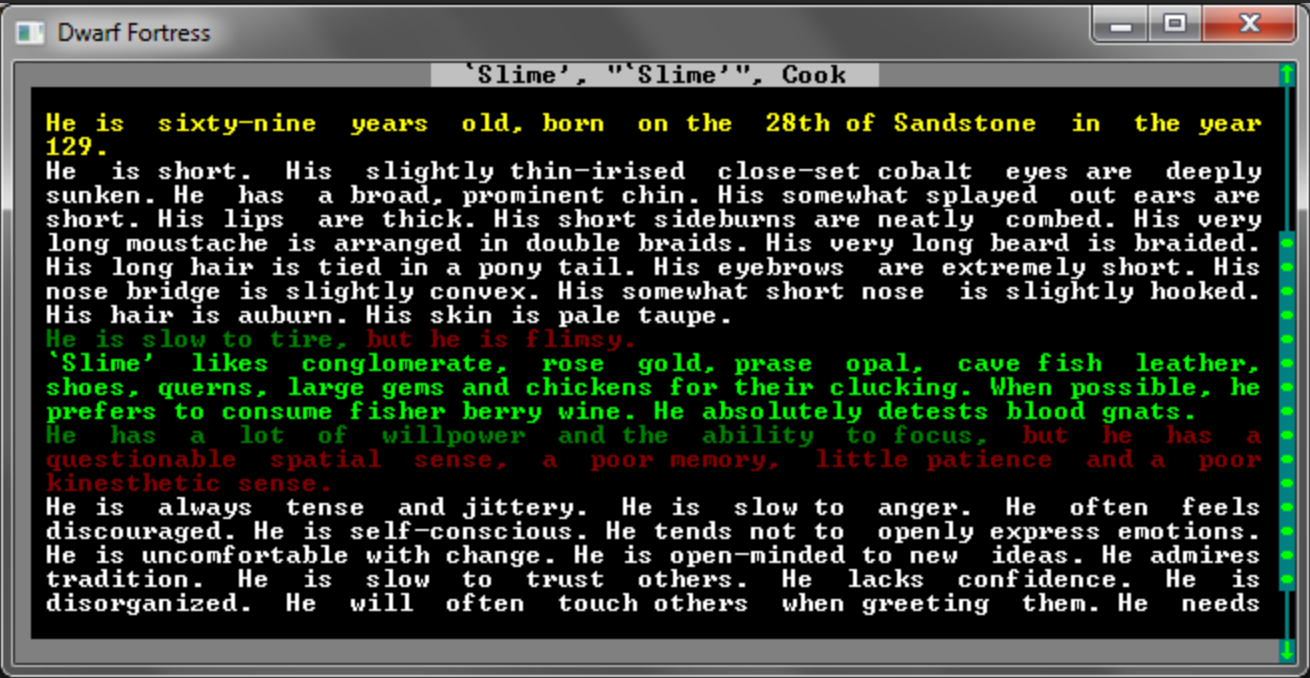 Dwarf Fortress
`Slime', "`Slime'", Cook
He is sixty-nine years old, born on the 28th of Sandstone in the year
129.
He is short. His slightly thin-irised close-set cobalt eyes are deeply
sunken. He has a broad, prominent chin. His somewhat splayed out ears are
short. His lips are thick. His short sideburns are neatly combed. His very
long moustache is arranged in double braids. His very long beard is braided.
His long hair is tied in a pony tail. His eyebrows are extremely short. His
nose bridge is slightly convex. His somewhat short nose is slightly hooked.
His hair is auburn. His skin is pale taupe.
He is slow to tire, but he is flimsy.
`Slime' likes conglomerate, rose gold, prase opal, cave fish leather,
shoes, querns, large gems and chickens for their clucking. When possible, he
prefers to consume fisher berry wine. He absolutely detests blood gnats.
He has a lot of willpower and the ability to focus, but he has a
questionable spatial sense, a poor memory, little patience and a poor
kinesthetic sense.
He is always tense and jittery. He is slow to anger. He often feels
discouraged. He is self-conscious. He tends not to openly express emotions.
He is uncomfortable with change. He is open-minded to new ideas. He admires
tradition. He is slow to trust others. He lacks confidence. He is
disorganized. He will often touch others when greeting them. He needs